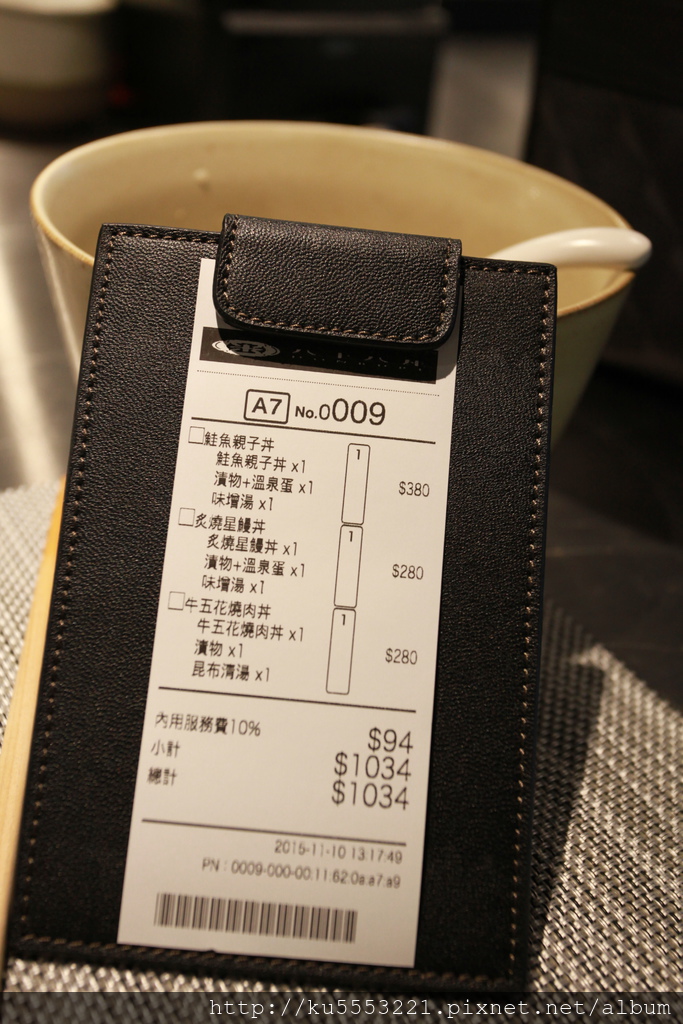 A7 No.0009
鮭魚親子丼
鮭魚親子丼 x1
1
漬物+溫泉蛋 x1
$380
味增湯 x1
炙燒星鰻丼
炙燒星鰻丼 x1
1
漬物+溫泉蛋 x1
$280
味增湯 x1
牛五花燒肉丼
牛五花燒肉丼 x1
1
漬物 x1
$280
昆布清湯 x1
內用服務費10%
$94
小計
$1034
總計
$1034
2015-11-10 13:17:49
PN : 0009-000-00.11:62:0a:a7:a9
http://ku5553221.pixnet.net/album